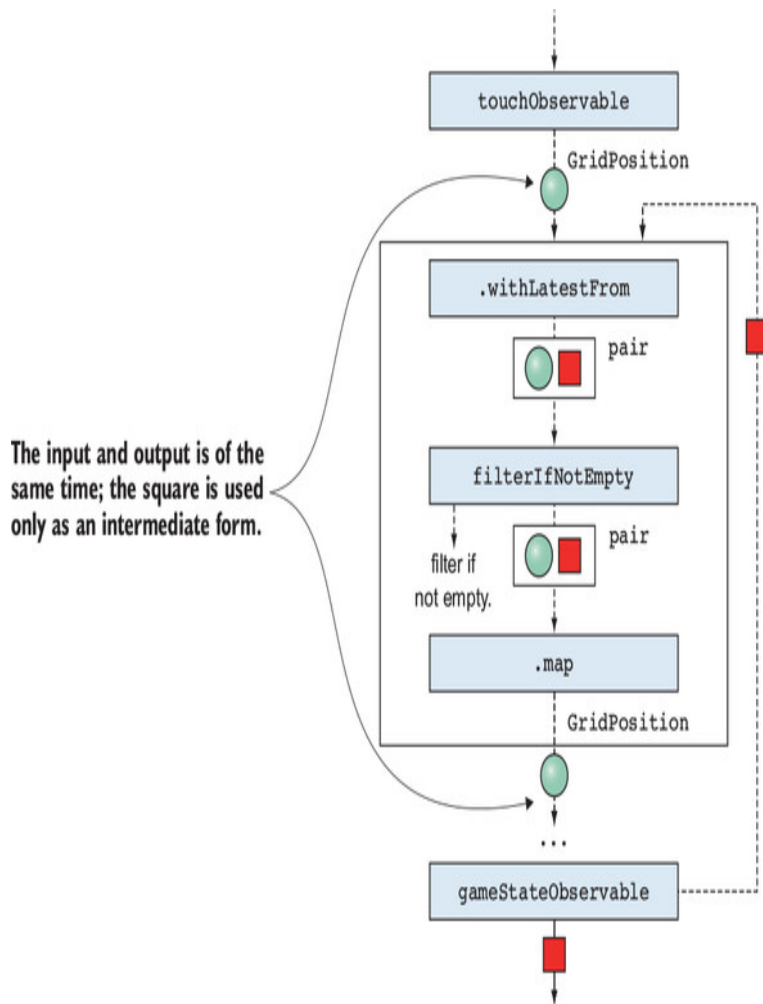 touchObservable
GridPosition
.withLatestFrom
pair
The input and output is of the
same time; the square is used
only as an intermediate form.
filterIfNotEmpty
pair
filter if
not empty.
.map
GridPosition
...
gameStateObservable